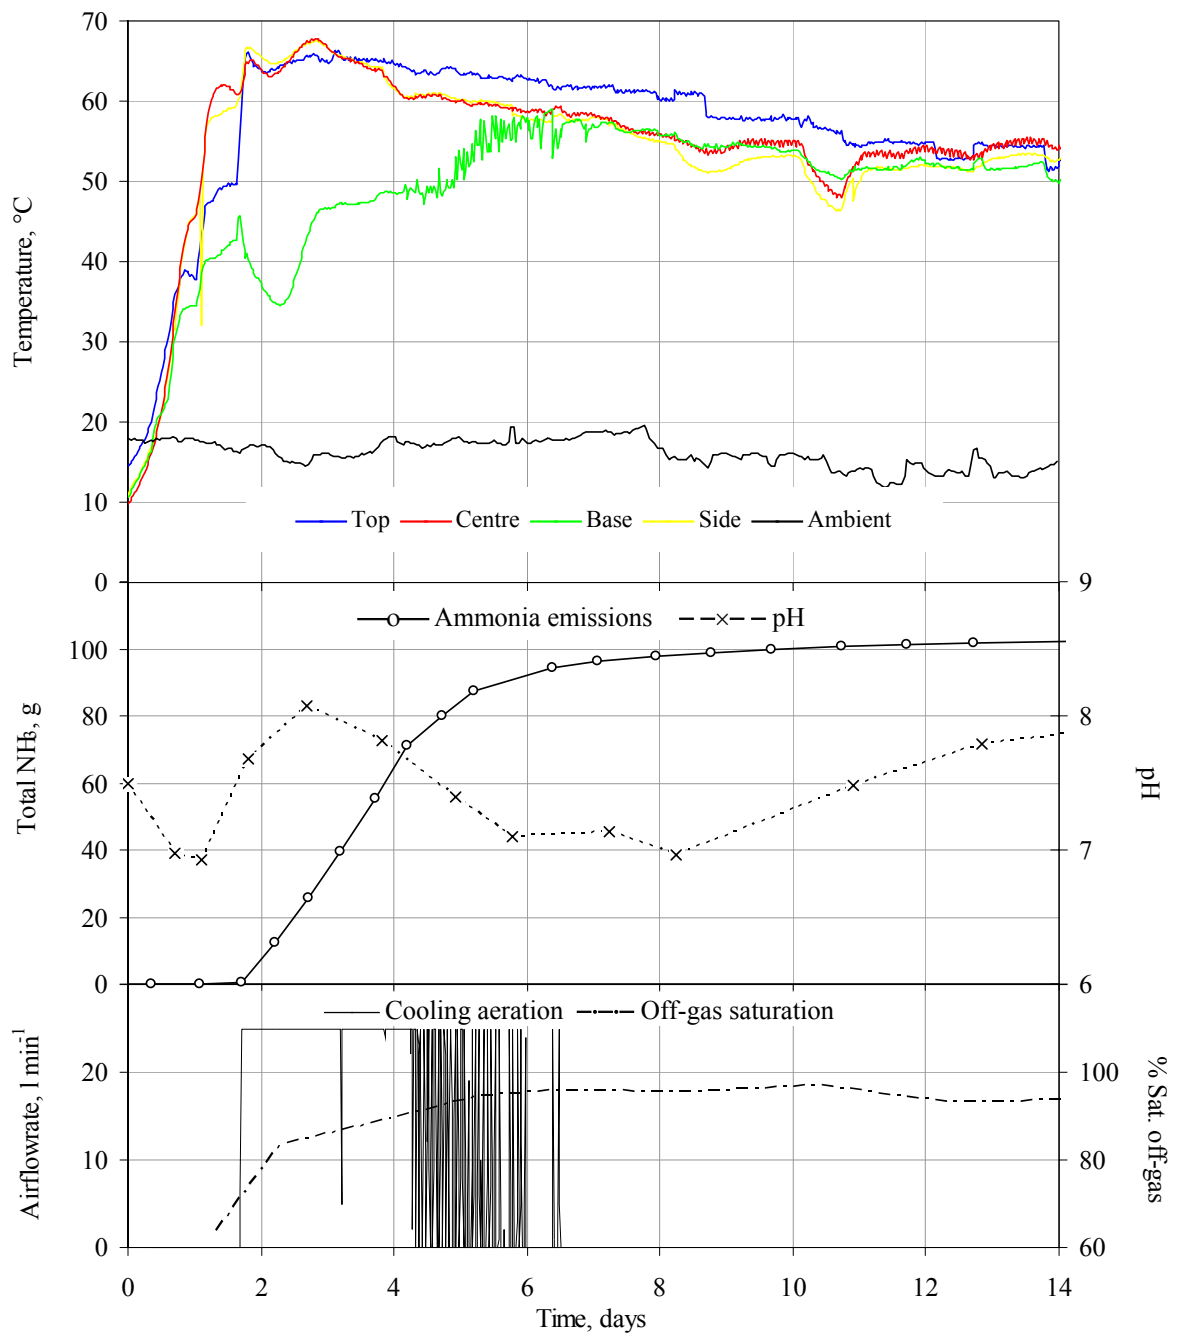 70
60
50
40
30
20
10
0
Temperature, °C
Top Centre Base Side Ambient
9
8
7
6
pH
100
80
60
40
20
0
Total NH3, g
Ammonia emissions pH
Cooling aeration Off-gas saturation
20
10
0
Airflowrate, l min-1
100
80
60
% Sat. off-gas
0 2 4 6 8 10 12 14
Time, days